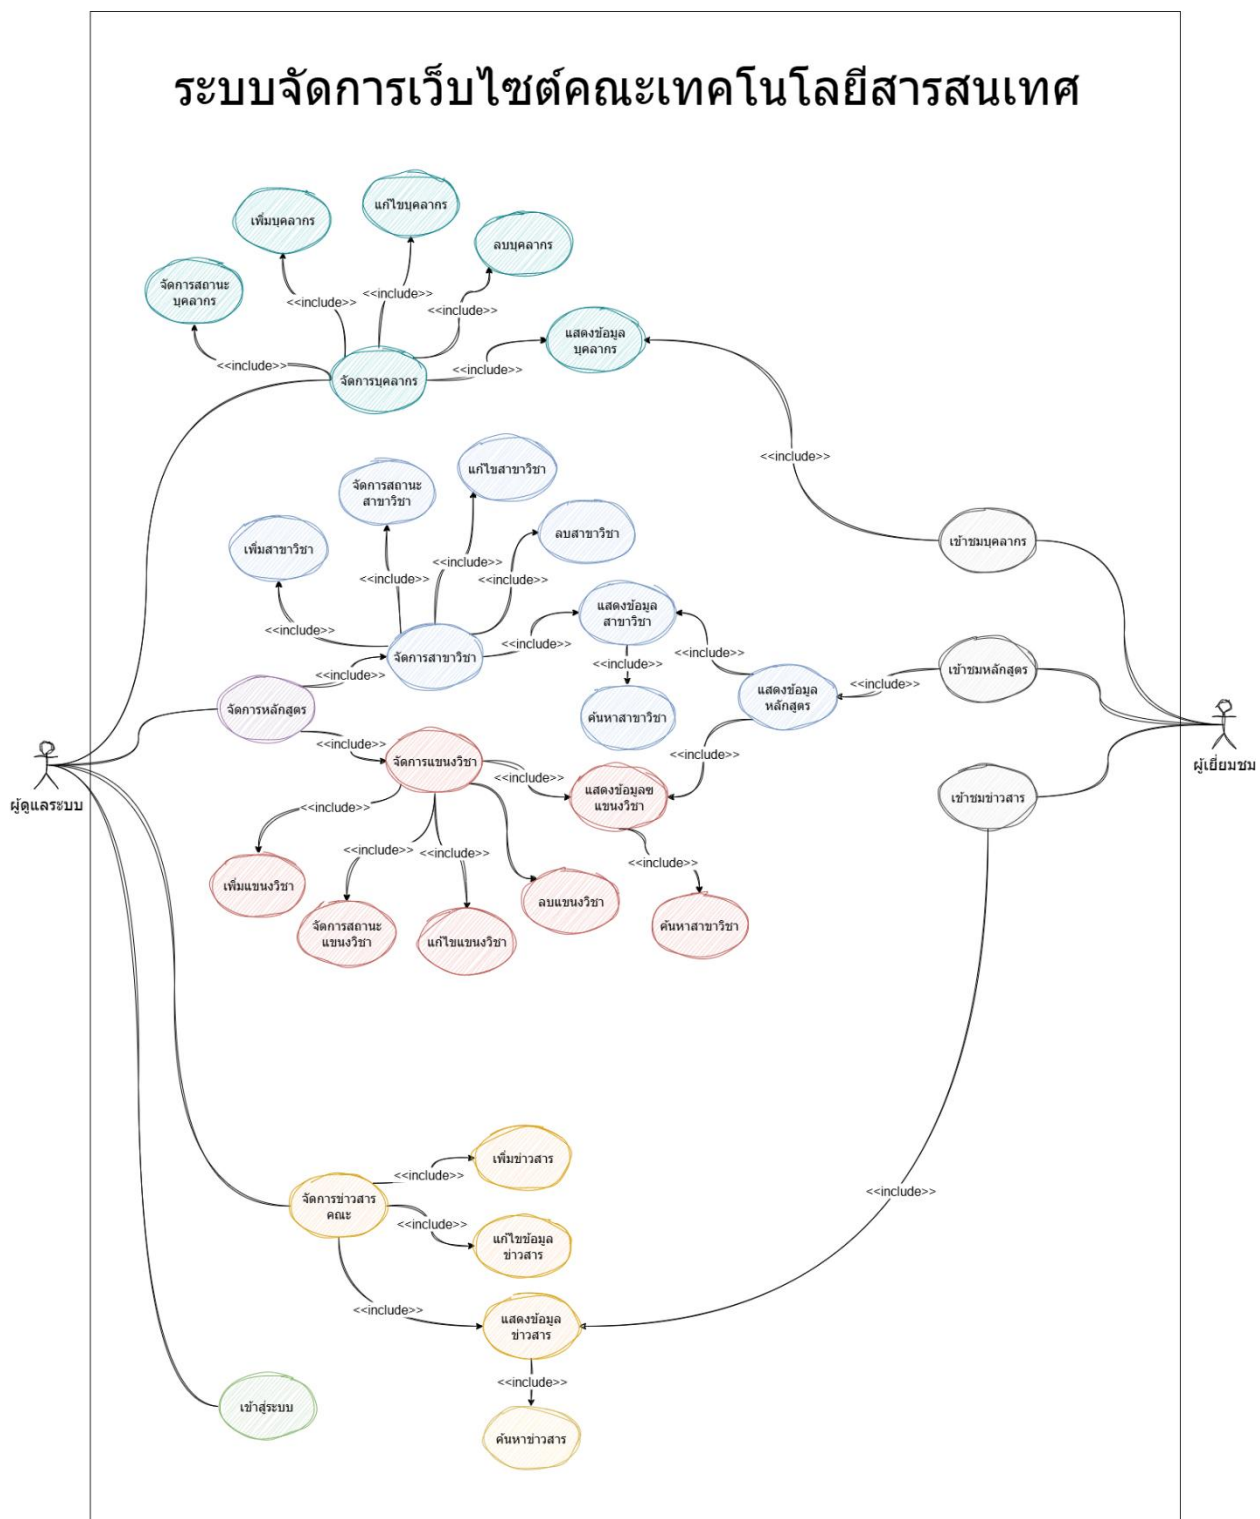 ระบบจัดการเว็บไซต์คณะเทคโนโลยีสารสนเทศ
แก้ไขบุคลากร
เพิ่มบุคลากร
ลบบุคลากร
จัดการสถานะ
บุคลากร
<<include>>
<<include>>
<<include>>
<<include>>
แสดงข้อมูล
บุคลากร
<<include>>
<<include>>
จัดการบุคลากร
<<include>>
แก้ไขสาขาวิชา
จัดการสถานะ
สาขาวิชา
ลบสาขาวิชา
เพิ่มสาขาวิชา
เข้าชมบุคลากร
<<include>>
<<include>>
<<include>>
<<include>>
แสดงข้อมูล
สาขาวิชา
<<include>>
จัดการสาขาวิชา
<<include>>
<<include>>
<<include>>
เข้าชมหลักสูตร
<<include>>
แสดงข้อมูล
หลักสูตร
จัดการหลักสูตร
ค้นหาสาขาวิชา
<<include>>
จัดการแขนงวิชา
<<include>>
<<include>>
ผู้เยี่ยมชม
แสดงข้อมูลฃ
แขนงวิชา
เข้าชมข่าวสาร
ผู้ดูแลระบบ
<<include>>
<<include>>
<<include>>
<<include>>
เพิ่มแขนงวิชา
ลบแขนงวิชา
จัดการสถานะ
แขนงวิชา
แก้ไขแขนงวิชา
ค้นหาสาขาวิชา
เพิ่มข่าวสาร
<<include>>
จัดการข่าวสาร
คณะ
<<include>>
<<include>>
แก้ไขข้อมูล
ข่าวสาร
<<include>>
แสดงข้อมูล
ข่าวสาร
<<include>>
เข้าสู่ระบบ
ค้นหาข่าวสาร